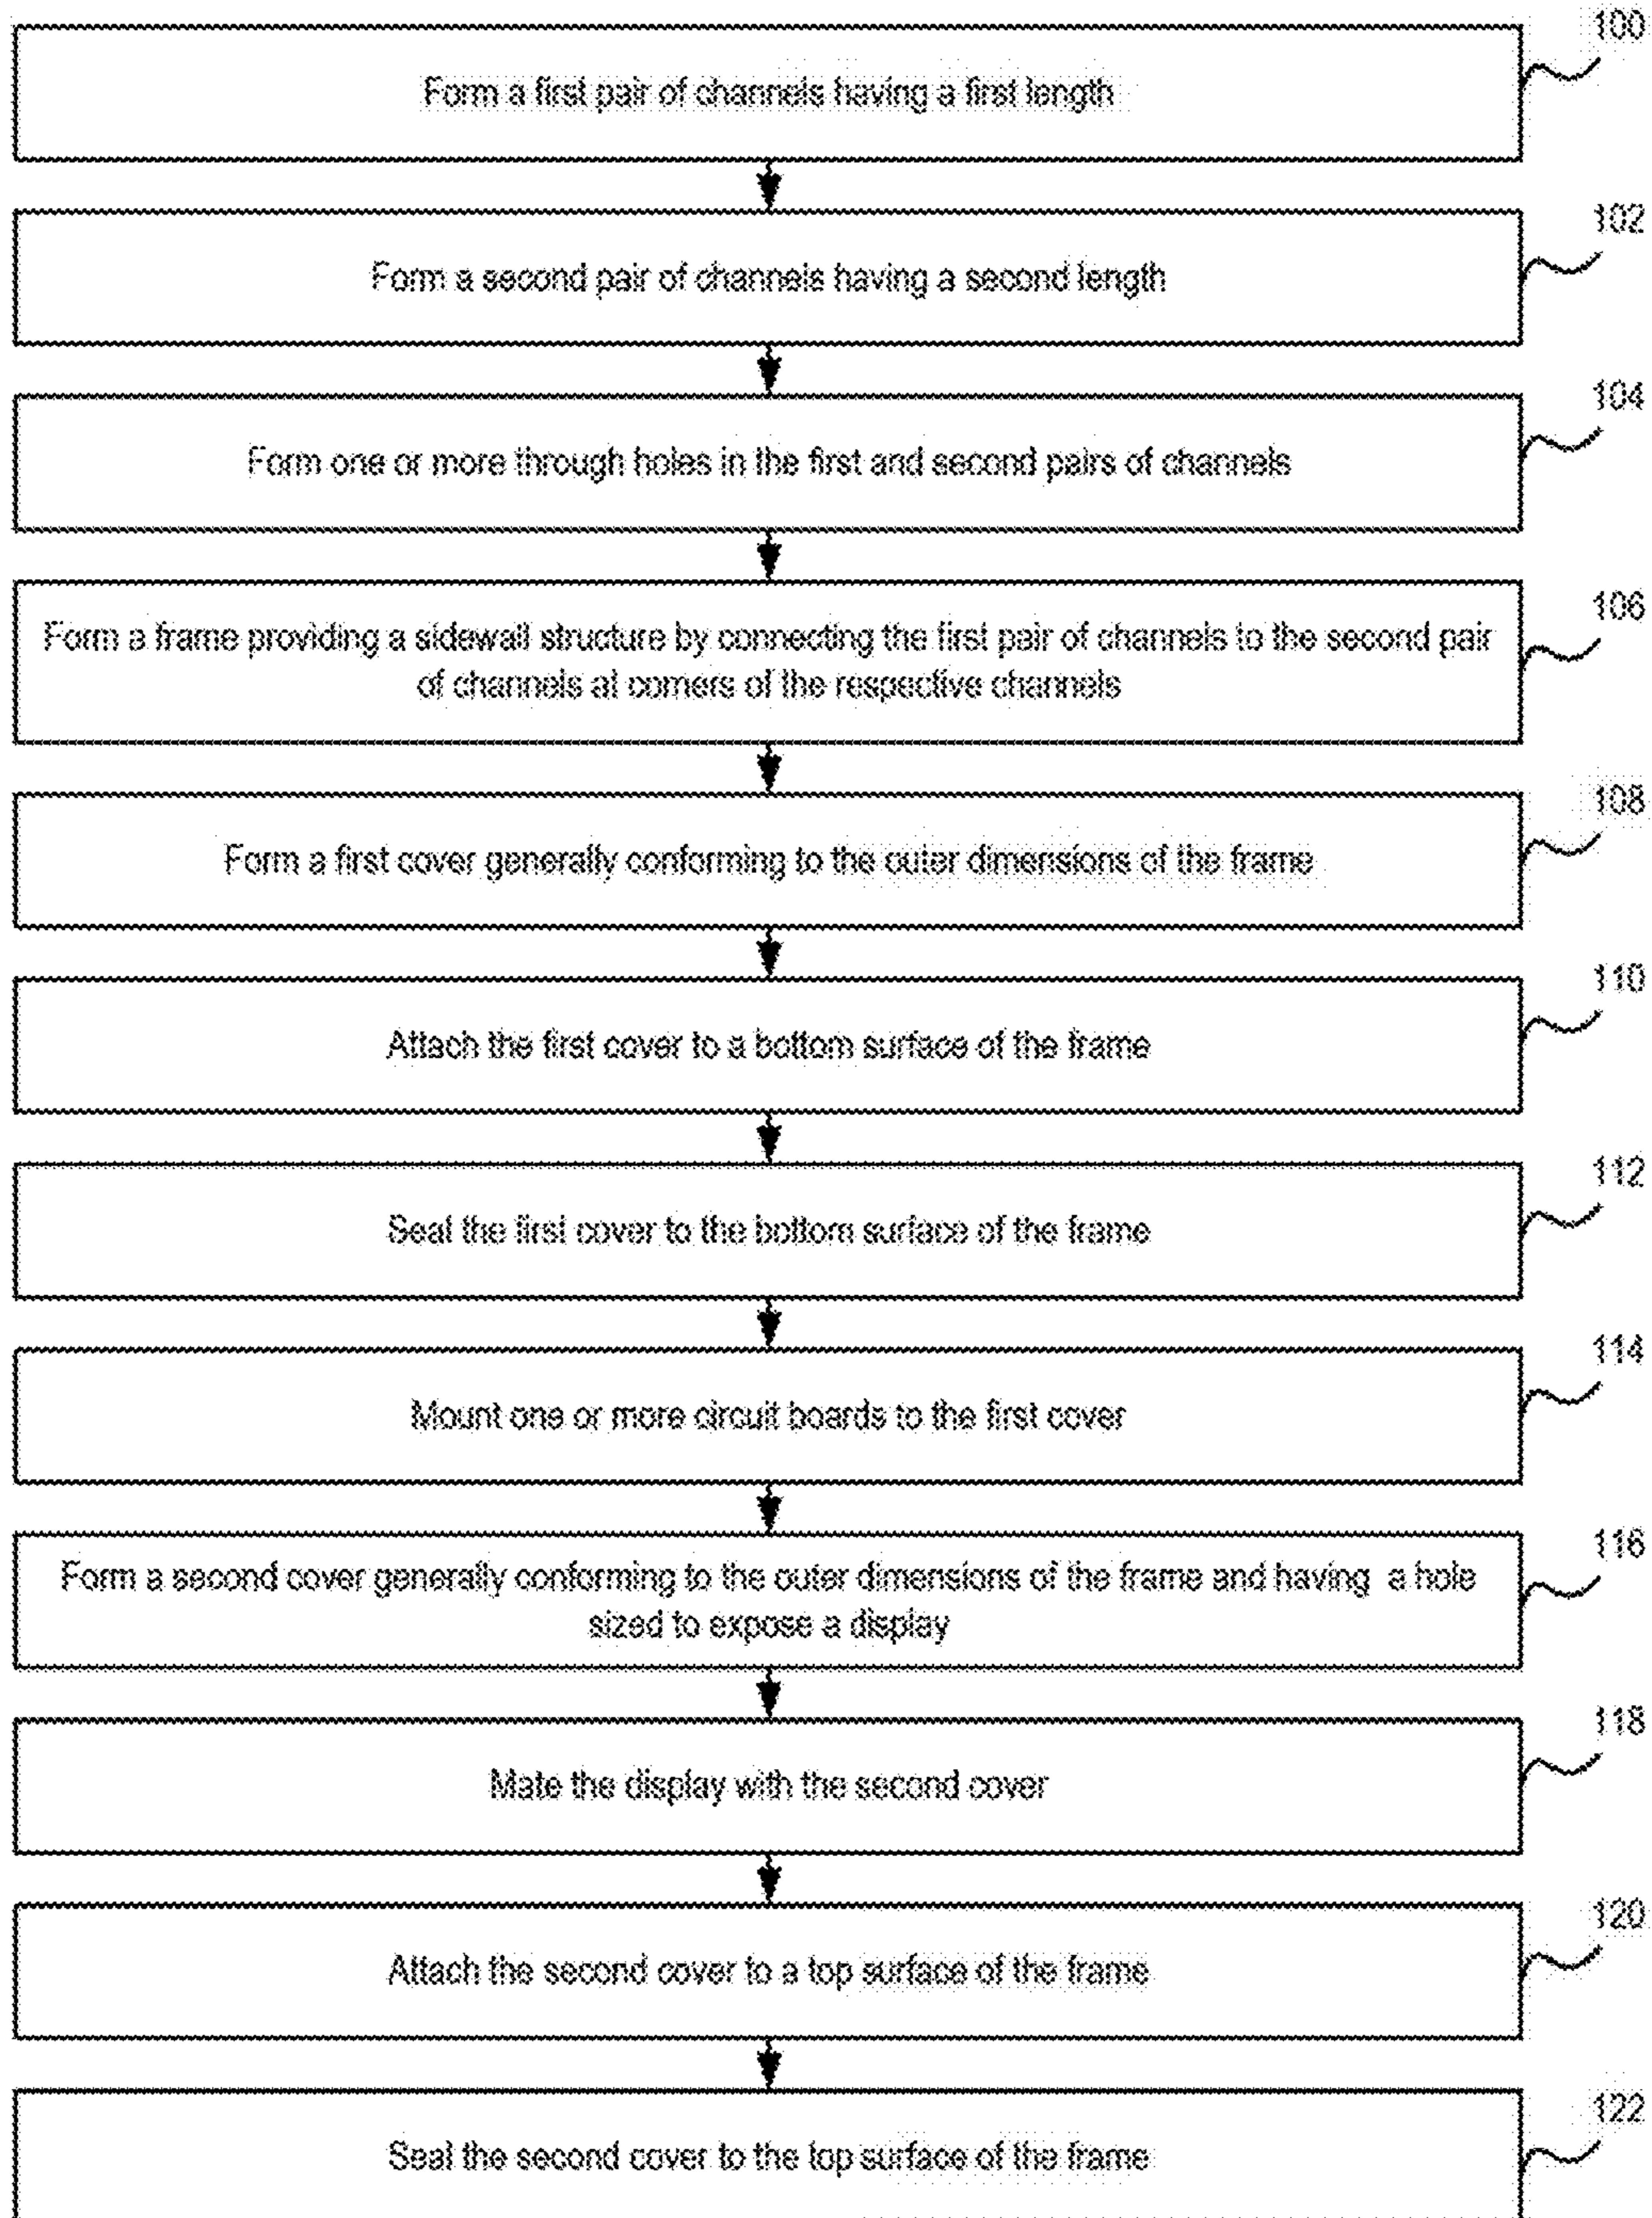 100
Form a first pair of channels having a first length
102
Form a second pair of channels having a second length
104
Form one or more through holes in the first and second pairs of channels
106
Form a frame providing a sidewall structure by connecting the first pair of channels to the second pair
of channels at corners of the respective channels
108
Form a first cover generally conforming to the outer dimensions of the frame
110
Attach the first cover to a bottom surface of the frame
112
Seal the first cover to the bottom surface of the frame
114
Mount one or more circuit boards to the first cover
116
Form a second cover generally conforming to the outer dimensions of the frame and having a hole
sized to expose a display
118
Mate the display with the second cover
120
Attach the second cover to a top surface of the frame
122
Seal the second cover to the top surface of the frame